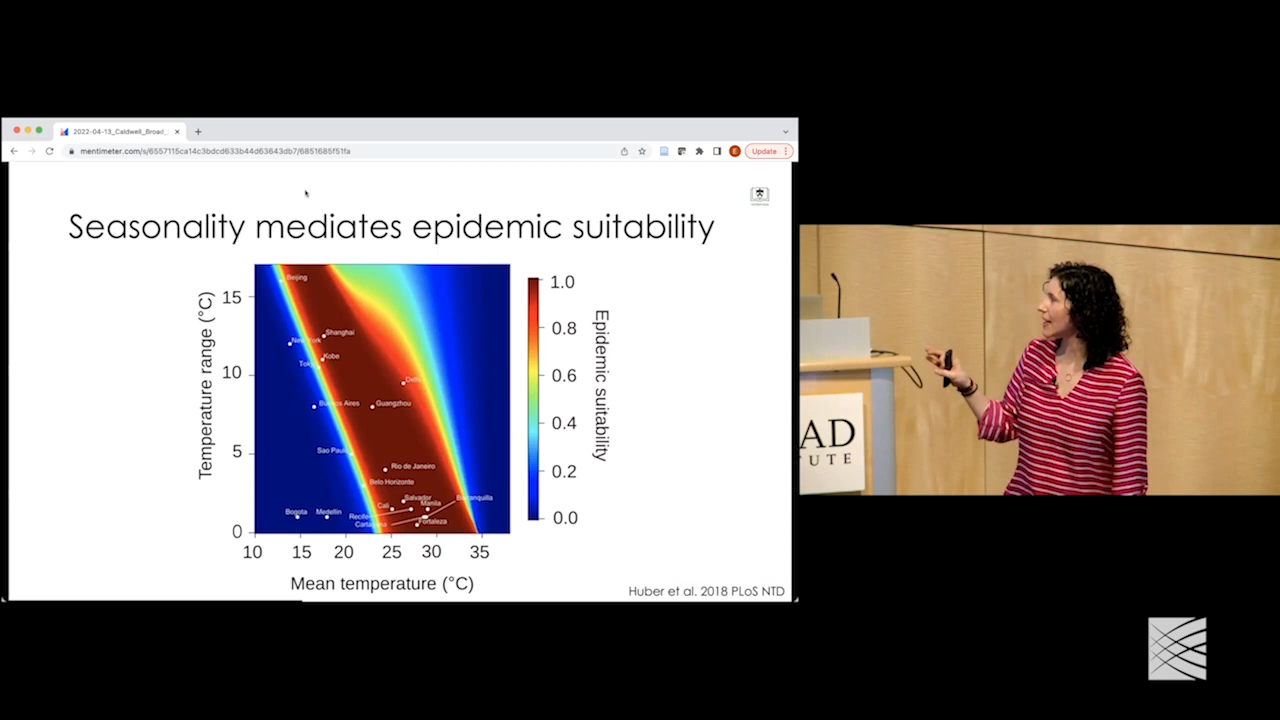 2022-04-13_Caldwell_Broad_
mentimeter.com/s/6557115ca14c3bdcd633b44d63643db7/6851685f51fa
E
Update
Seasonality mediates epidemic suitability
Temperature range (°C)
15
10
5
0
10
15
20
25
30
35
Mean temperature (°C)
Beijing
Shanghai
New York
Kobe
Delhi
Buenos Aires
Guangzhou
Sao Paulo
Rio de Janeiro
Belo Horizonte
Salvador
Barranquilla
Cali
Manila
Bogota
Medellin
Recife
Fortaleza
Cartagena
1.0
0.8
0.6
0.4
0.2
0.0
Epidemic suitability
Huber et al. 2018 PLoS NTD
AD
UTE